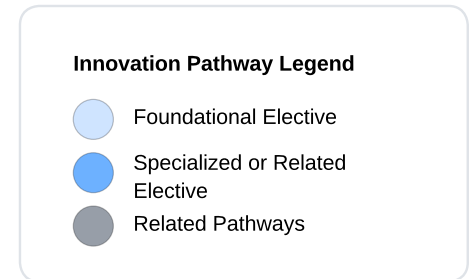 Innovation Pathway Legend
Foundational Elective
Specialized or Related
Elective
Related Pathways